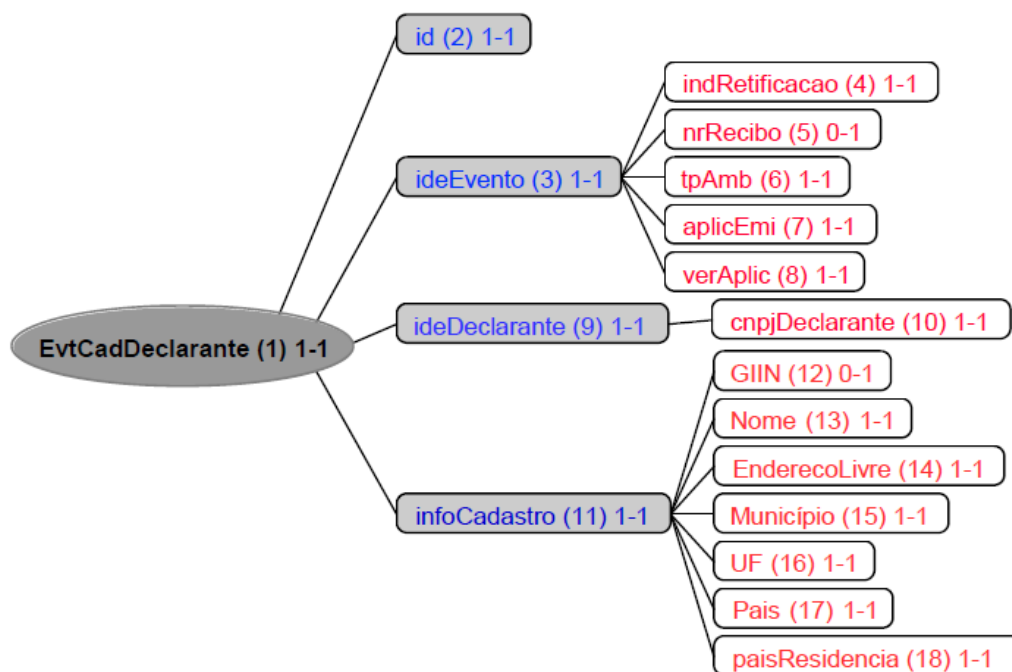 id (2) 1-1
indRetificacao (4) 1-1
nrRecibo (5) 0-1
ideEvento (3) 1-1
tpAmb (6) 1-1
aplicEmi (7) 1-1
verAplic (8) 1-1
EvtCadDeclarante (1) 1-1
ideDeclarante (9) 1-1
cnpjDeclarante (10) 1-1
GIIN (12) 0-1
Nome (13) 1-1
EnderecoLivre (14) 1-1
infoCadastro (11) 1-1
Município (15) 1-1
UF (16) 1-1
Pais (17) 1-1
paisResidencia (18) 1-1